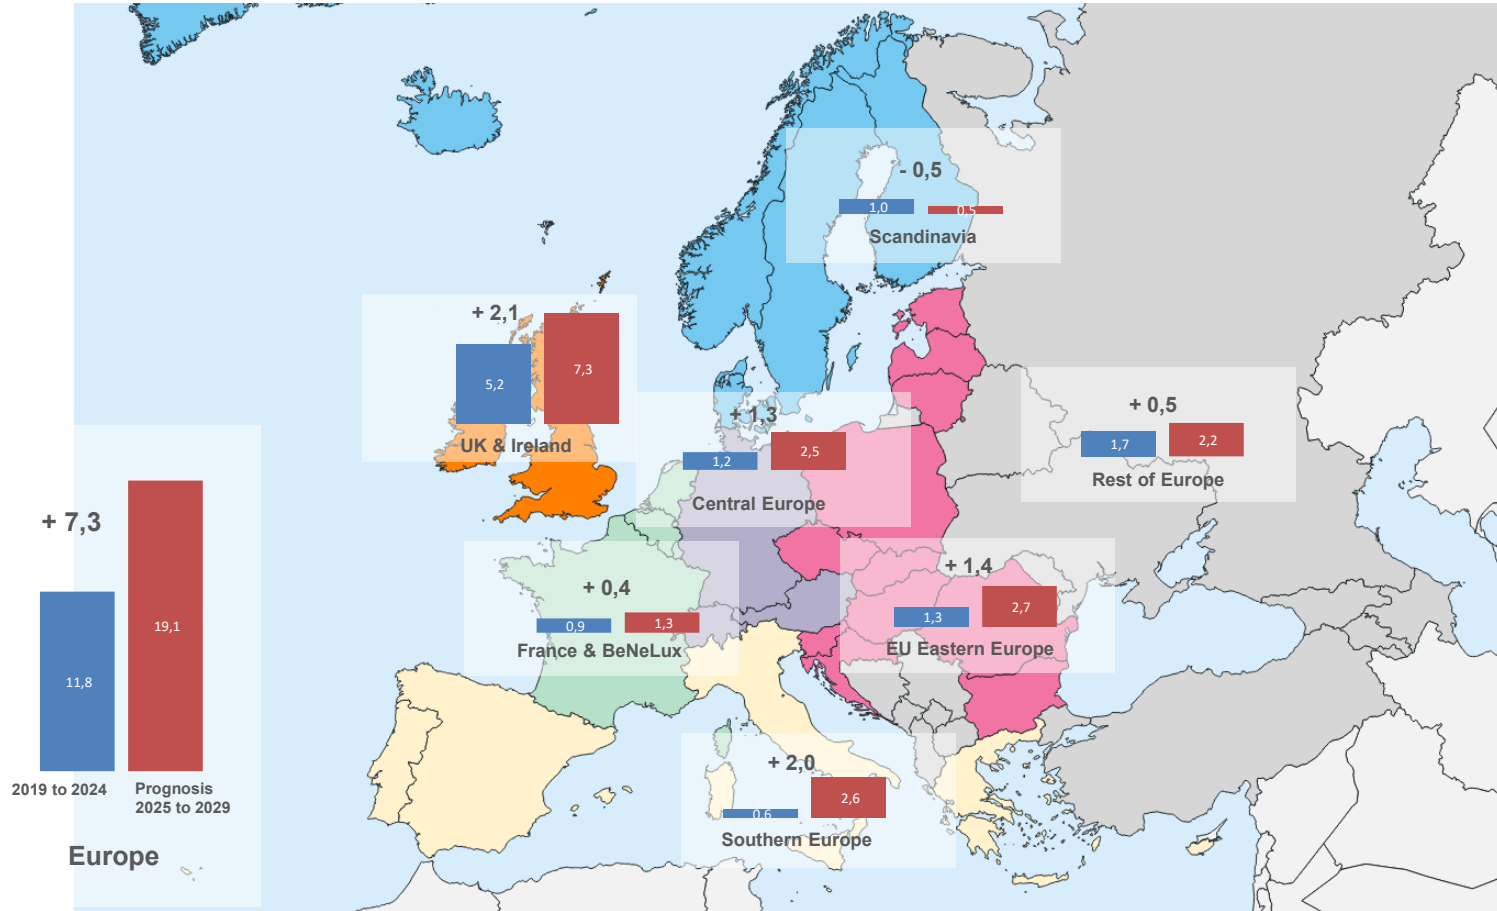 - 0,5
1,0
0,5
Scandinavia
+ 2,1
5,2
7,3
UK & Ireland
+ 1,3
1,2
2,5
Central Europe
+ 0,5
1,7
2,2
Rest of Europe
+ 7,3
11,8
19,1
2019 to 2024
Prognosis
2025 to 2029
Europe
+ 0,4
0,9
1,3
France & BeNeLux
+ 1,4
1,3
2,7
EU Eastern Europe
+ 2,0
0,6
2,6
Southern Europe